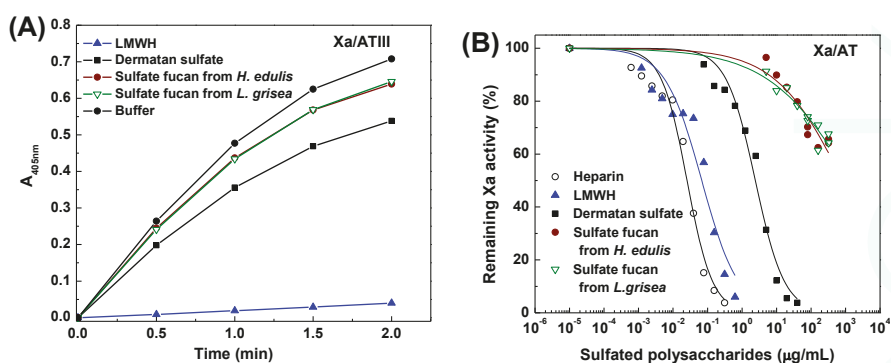 (A)
Xa/ATIII
LMWH
Dermatan sulfate
Sulfate fucan from H. edulis
Sulfate fucan from L. grisea
Buffer
A405nm
0.8
0.7
0.6
0.5
0.4
0.3
0.2
0.1
0.0
0.0 0.5 1.0 1.5 2.0
Time (min)
(B)
Xa/AT
Remaining Xa activity (%)
100
80
60
40
20
0
Heparin
LMWH
Dermatan sulfate
Sulfate fucan
from H. edulis
Sulfate fucan
from L.grisea
10-6 10-5 10-4 10-3 10-2 10-1 100 101 102 103 104
Sulfated polysaccharides (μg/mL)